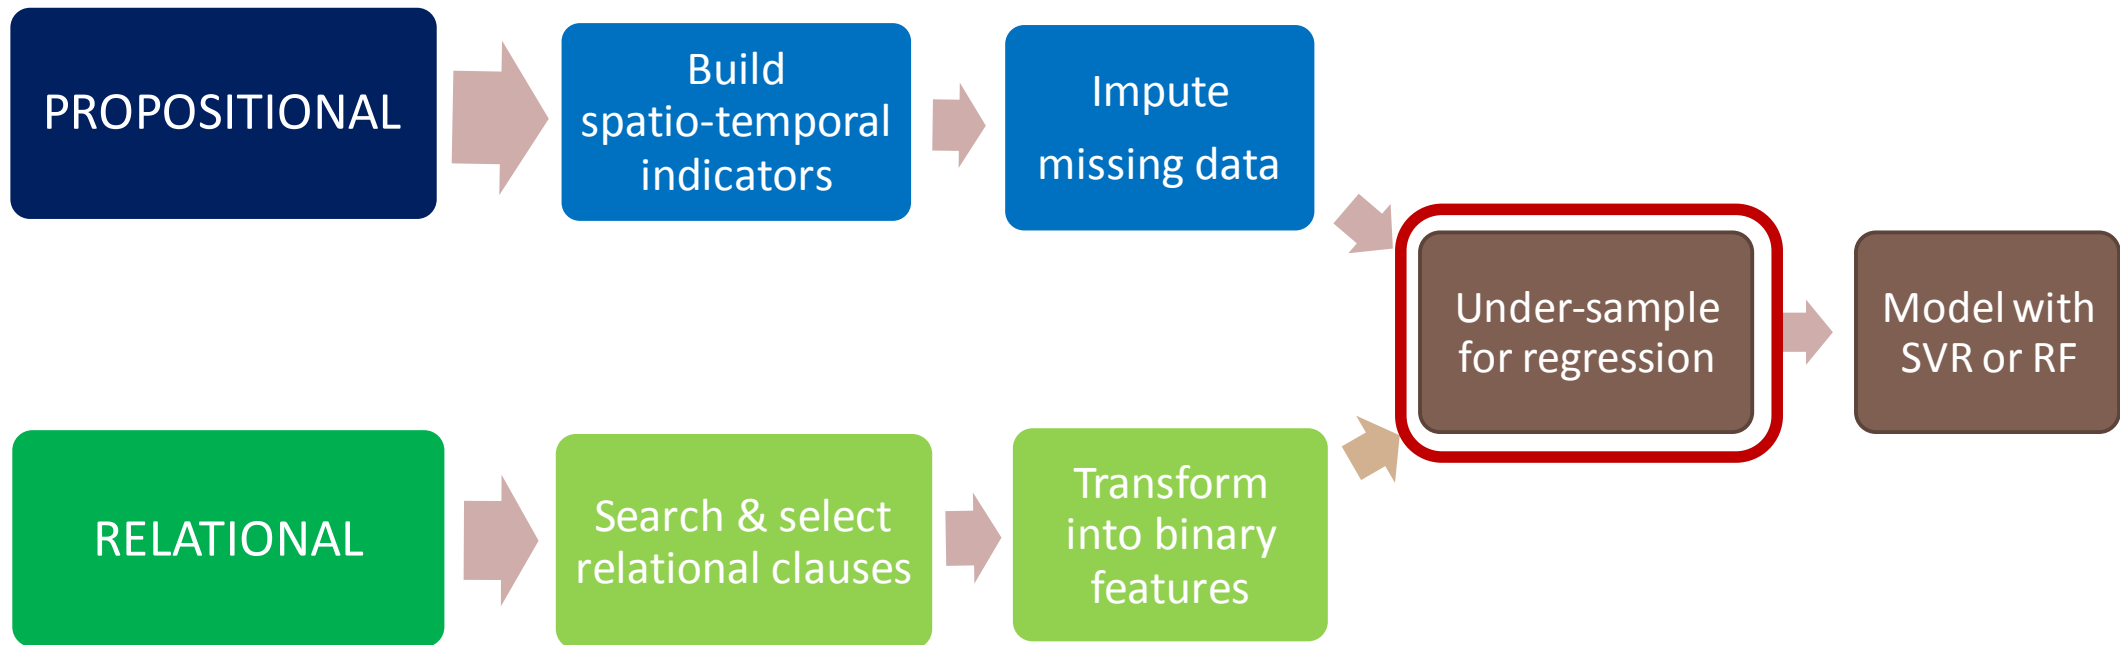 PROPOSITIONAL
Build
spatio-temporal
indicators
Impute
missing data
Under-sample
for regression
Model with
SVR or RF
RELATIONAL
Search & select
relational clauses
Transform
into binary
features